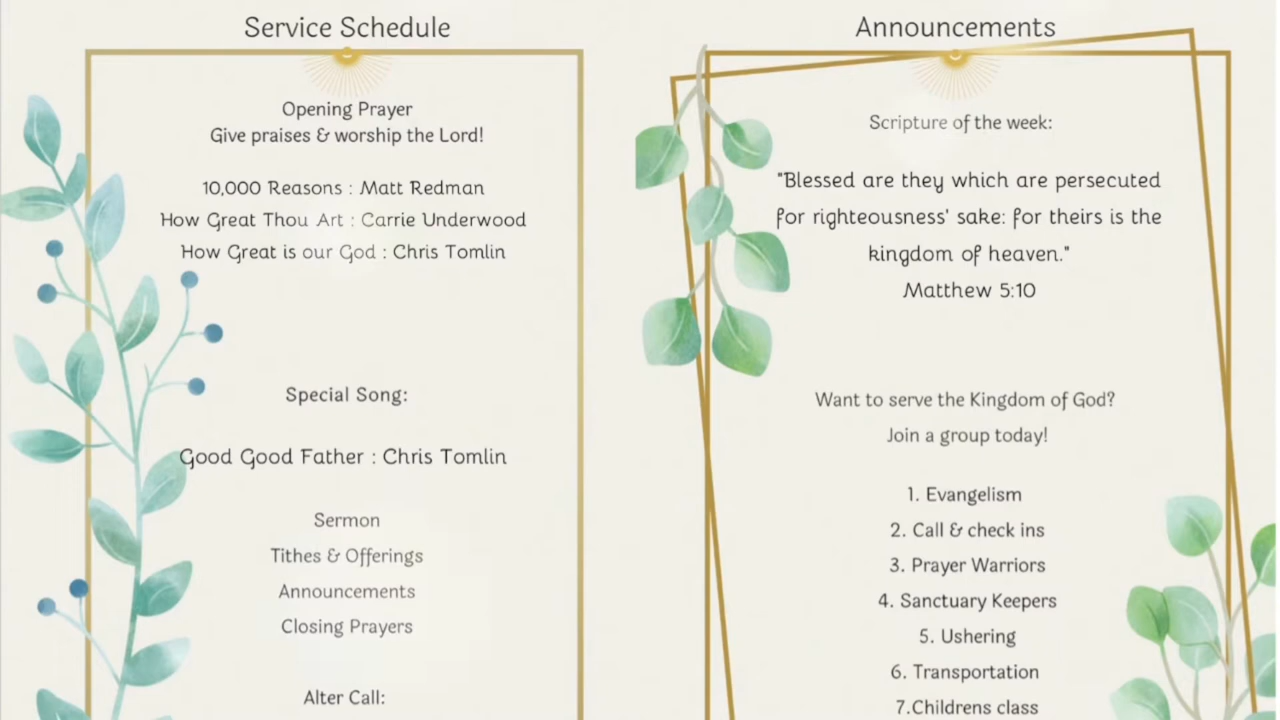 Service Schedule
Opening Prayer
Give praises & worship the Lord!
10,000 Reasons : Matt Redman
How Great Thou Art : Carrie Underwood
How Great is our God : Chris Tomlin
Special Song:
Good Good Father : Chris Tomlin
Sermon
Tithes & Offerings
Announcements
Closing Prayers
Alter Call:
Announcements
Scripture of the week:
"Blessed are they which are persecuted
for righteousness' sake: for theirs is the
kingdom of heaven."
Matthew 5:10
Want to serve the Kingdom of God?
Join a group today!
1. Evangelism
2. Call & check ins
3. Prayer Warriors
4. Sanctuary Keepers
5. Ushering
6. Transportation
7.Childrens class